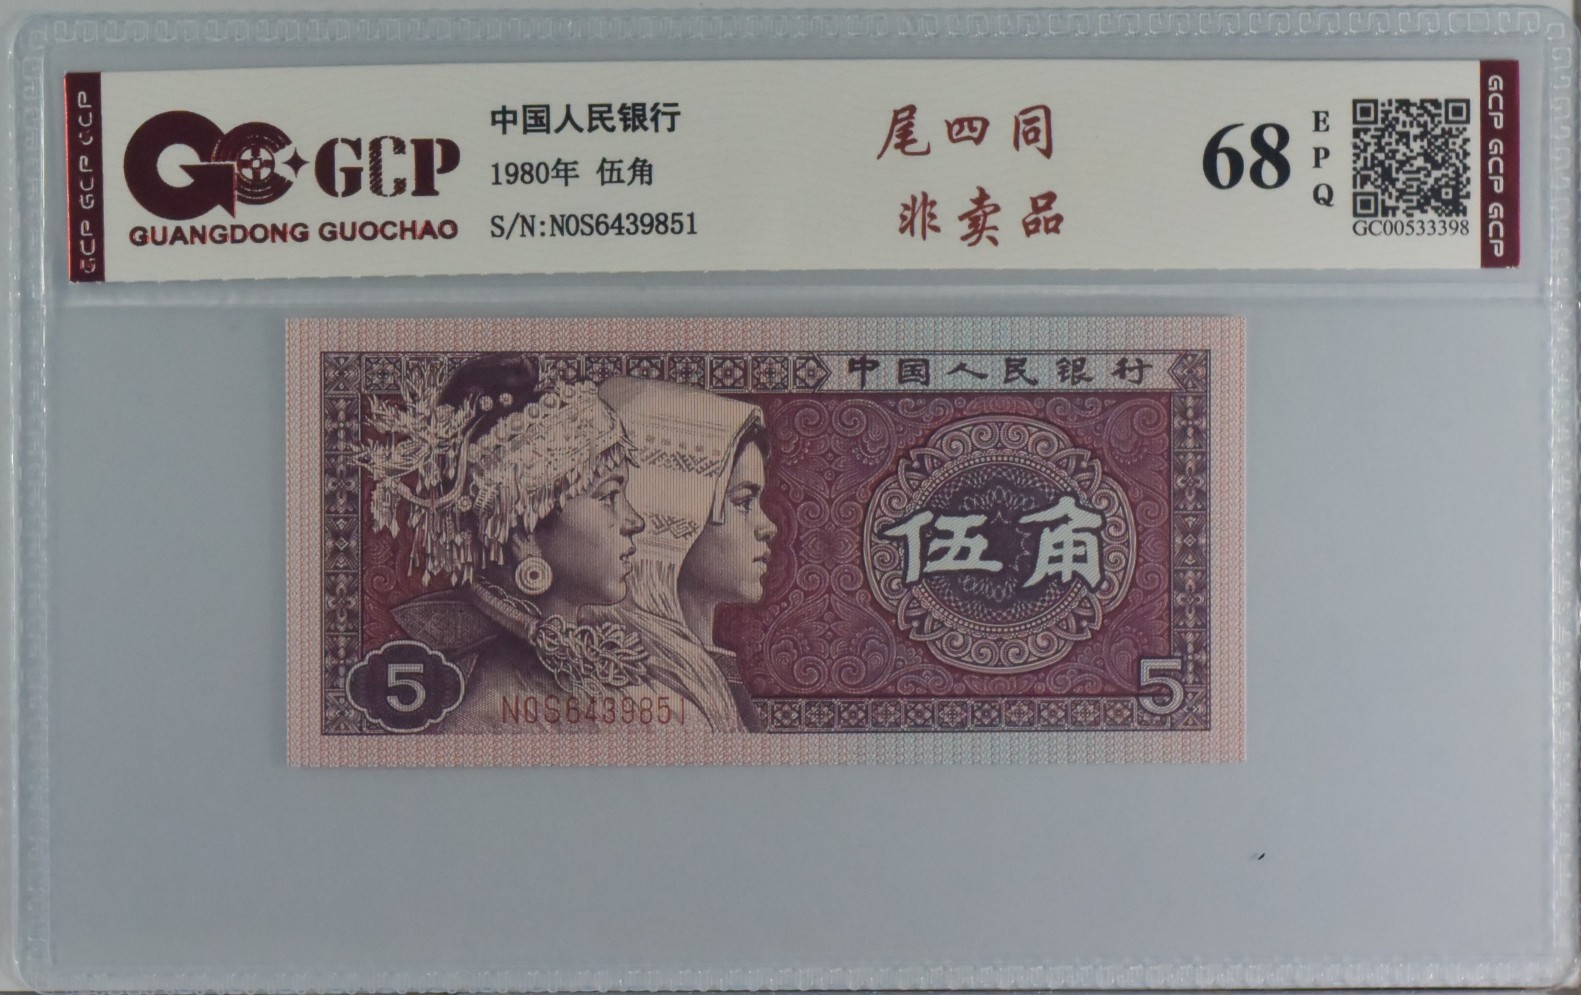 GCP
GUANGDONG GUOCHAO
中国人民银行
1980年 伍角
S/N:N0S6439851
尾四同
非卖品
68
EPQ
GC00533398
GCP GCP GCP
GCP GCP GCP
中国人民银行
伍角
5
N0S6439851
5